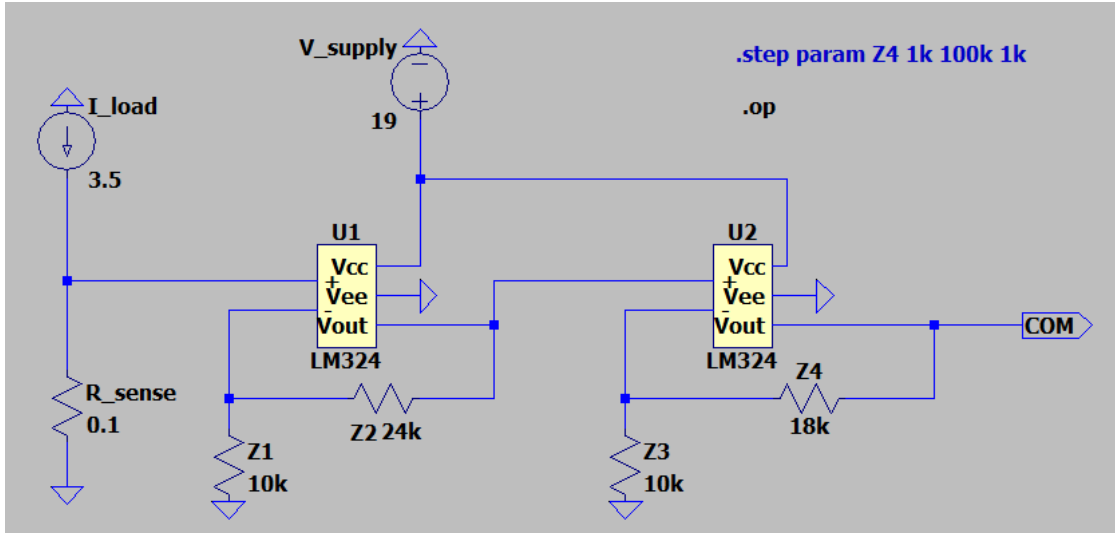 V_supply
19
.step param Z4 1k 100k 1k
.op
I_load
3.5
U1
Vcc
+
Vee
-
Vout
LM324
U2
Vcc
+
Vee
-
Vout
LM324
COM
R_sense
0.1
Z2 24k
Z4
18k
Z1
10k
Z3
10k